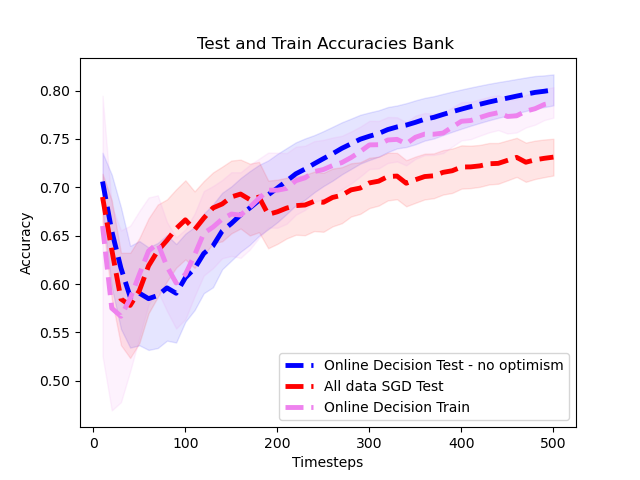 Test and Train Accuracies Bank
0.80
0.75
0.70
0.65
0.60
0.55
0.50
Accuracy
Online Decision Test - no optimism
All data SGD Test
Online Decision Train
0
100
200
300
400
500
Timesteps